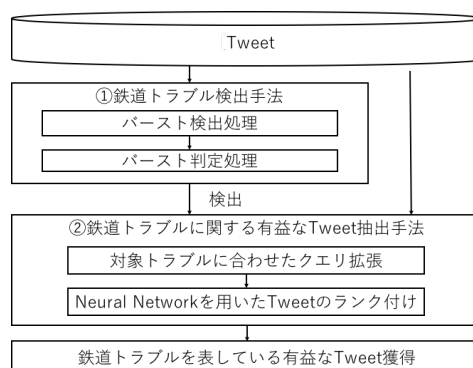 Tweet
①鉄道トラブル検出手法
バースト検出処理
バースト判定処理
検出
②鉄道トラブルに関する有益なTweet抽出手法
対象トラブルに合わせたクエリ拡張
Neural Networkを用いたTweetのランク付け
鉄道トラブルを表している有益なTweet獲得